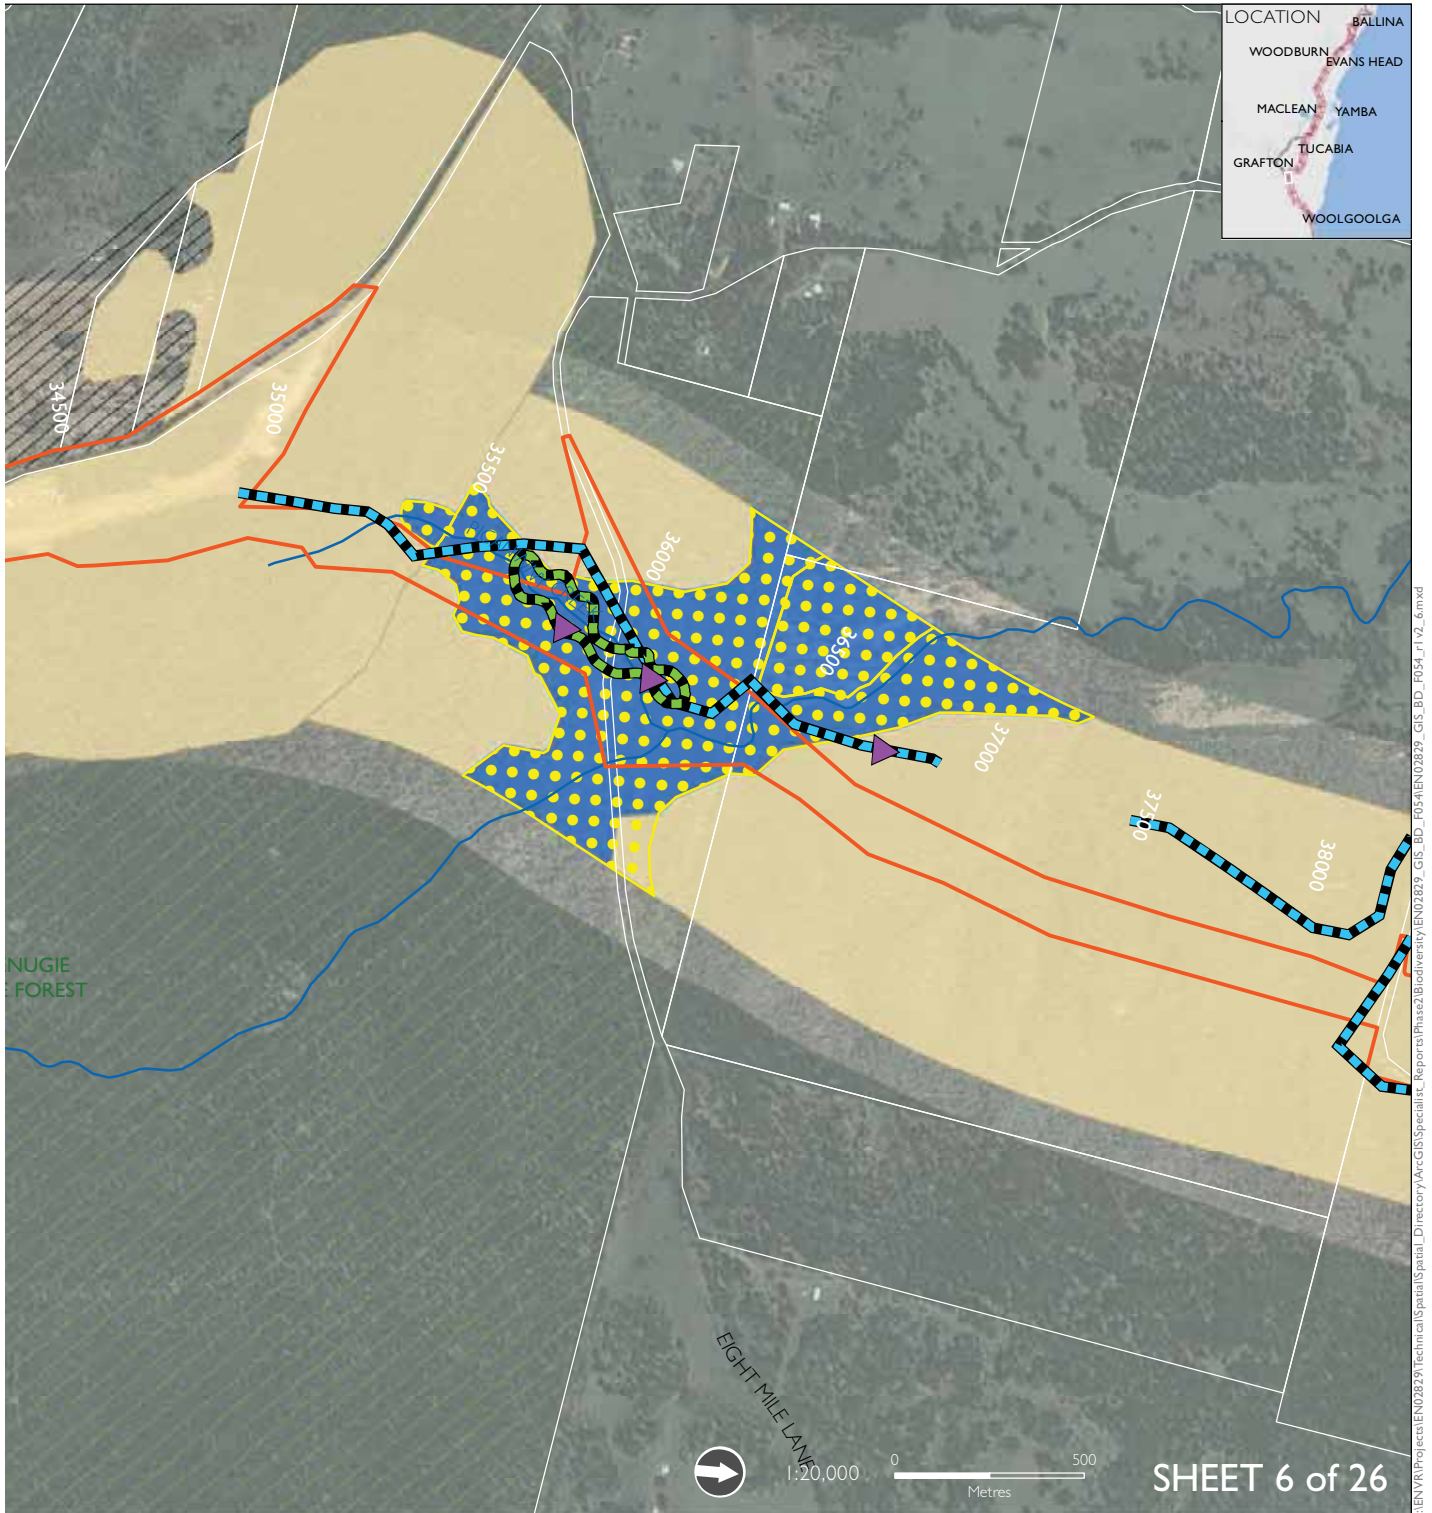 LOCATION
BALLINA
WOODBURN
EVANS HEAD
MACLEAN
YAMBA
TUCABIA
GRAFTON
WOOLGOOLGA
34500
35000
35500
36000
36500
37000
37500
38000
NUGIE
FOREST
EIGHT MILE LANE
1:20,000
0
500
Metres
SHEET 6 of 26